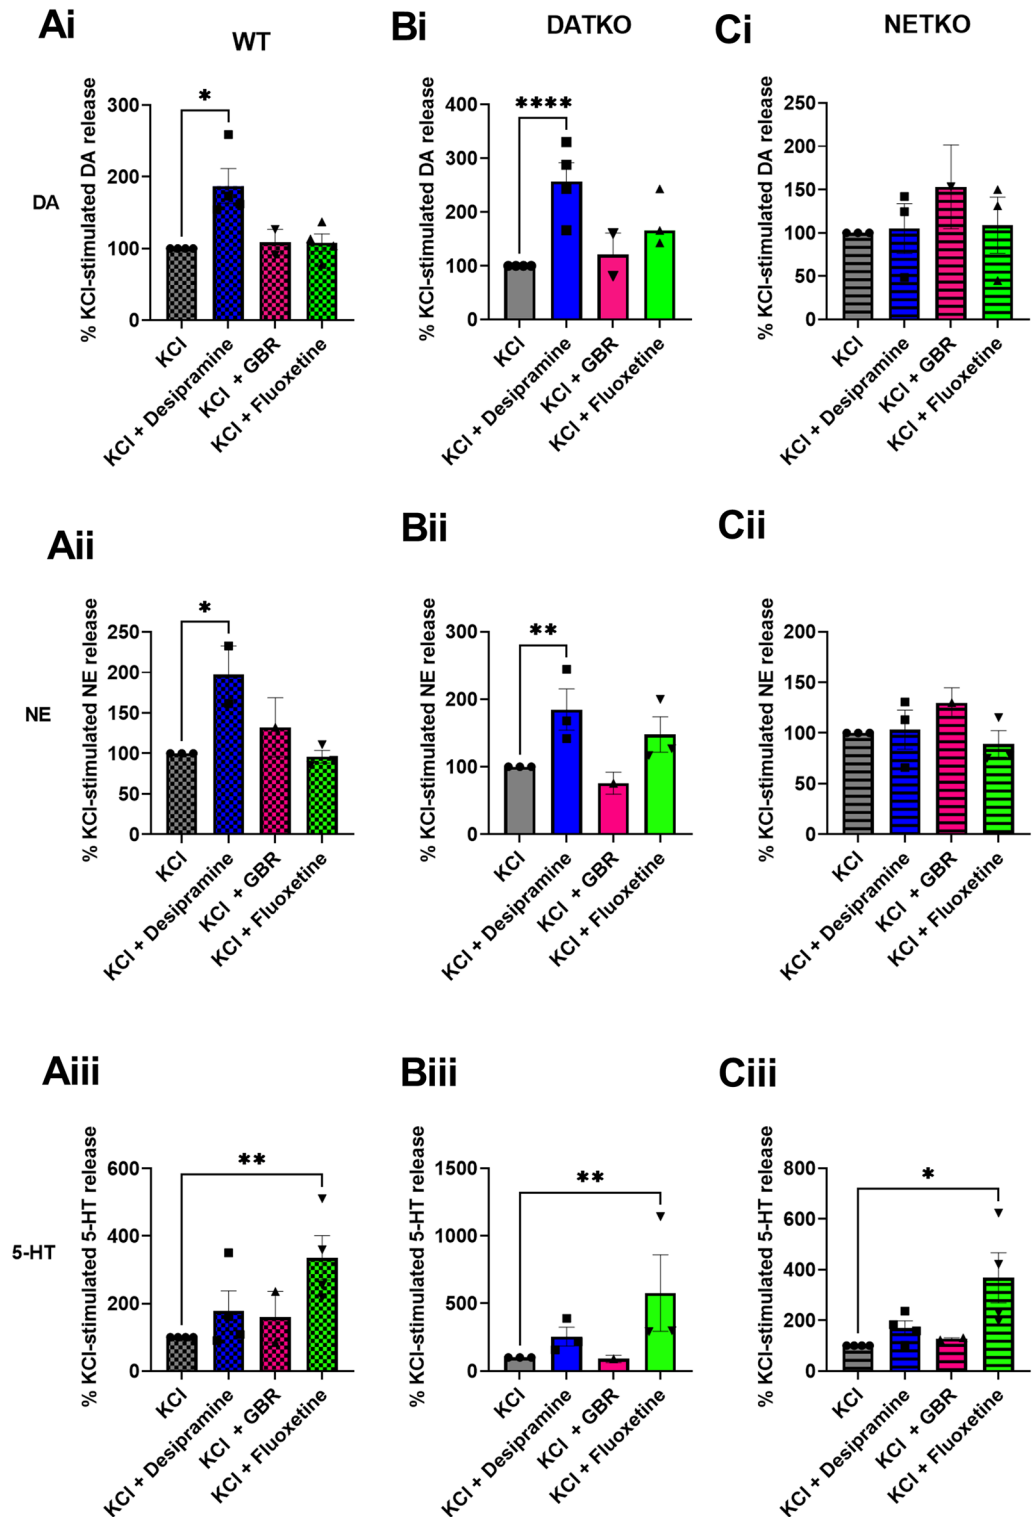 Ai
WT
Bi
DATKO
Ci
NETKO
DA
% KCl-stimulated DA release
300
200
100
0
*
KCl
KCl + Desipramine
KCl + GBR
KCl + Fluoxetine
% KCl-stimulated DA release
400
300
200
100
0
****
KCl
KCl + Desipramine
KCl + GBR
KCl + Fluoxetine
% KCl-stimulated DA release
250
200
150
100
50
0
KCl
KCl + Desipramine
KCl + GBR
KCl + Fluoxetine
Aii
Bii
Cii
NE
% KCl-stimulated NE release
250
200
150
100
50
0
*
KCl
KCl + Desipramine
KCl + GBR
KCl + Fluoxetine
% KCl-stimulated NE release
300
200
100
0
**
KCl
KCl + Desipramine
KCl + GBR
KCl + Fluoxetine
% KCl-stimulated NE release
200
150
100
50
0
KCl
KCl + Desipramine
KCl + GBR
KCl + Fluoxetine
Aiii
Biii
Ciii
5-HT
% KCl-stimulated 5-HT release
600
400
200
0
**
KCl
KCl + Desipramine
KCl + GBR
KCl + Fluoxetine
% KCl-stimulated 5-HT release
1500
1000
500
0
**
KCl
KCl + Desipramine
KCl + GBR
KCl + Fluoxetine
% KCl-stimulated 5-HT release
800
600
400
200
0
*
KCl
KCl + Desipramine
KCl + GBR
KCl + Fluoxetine